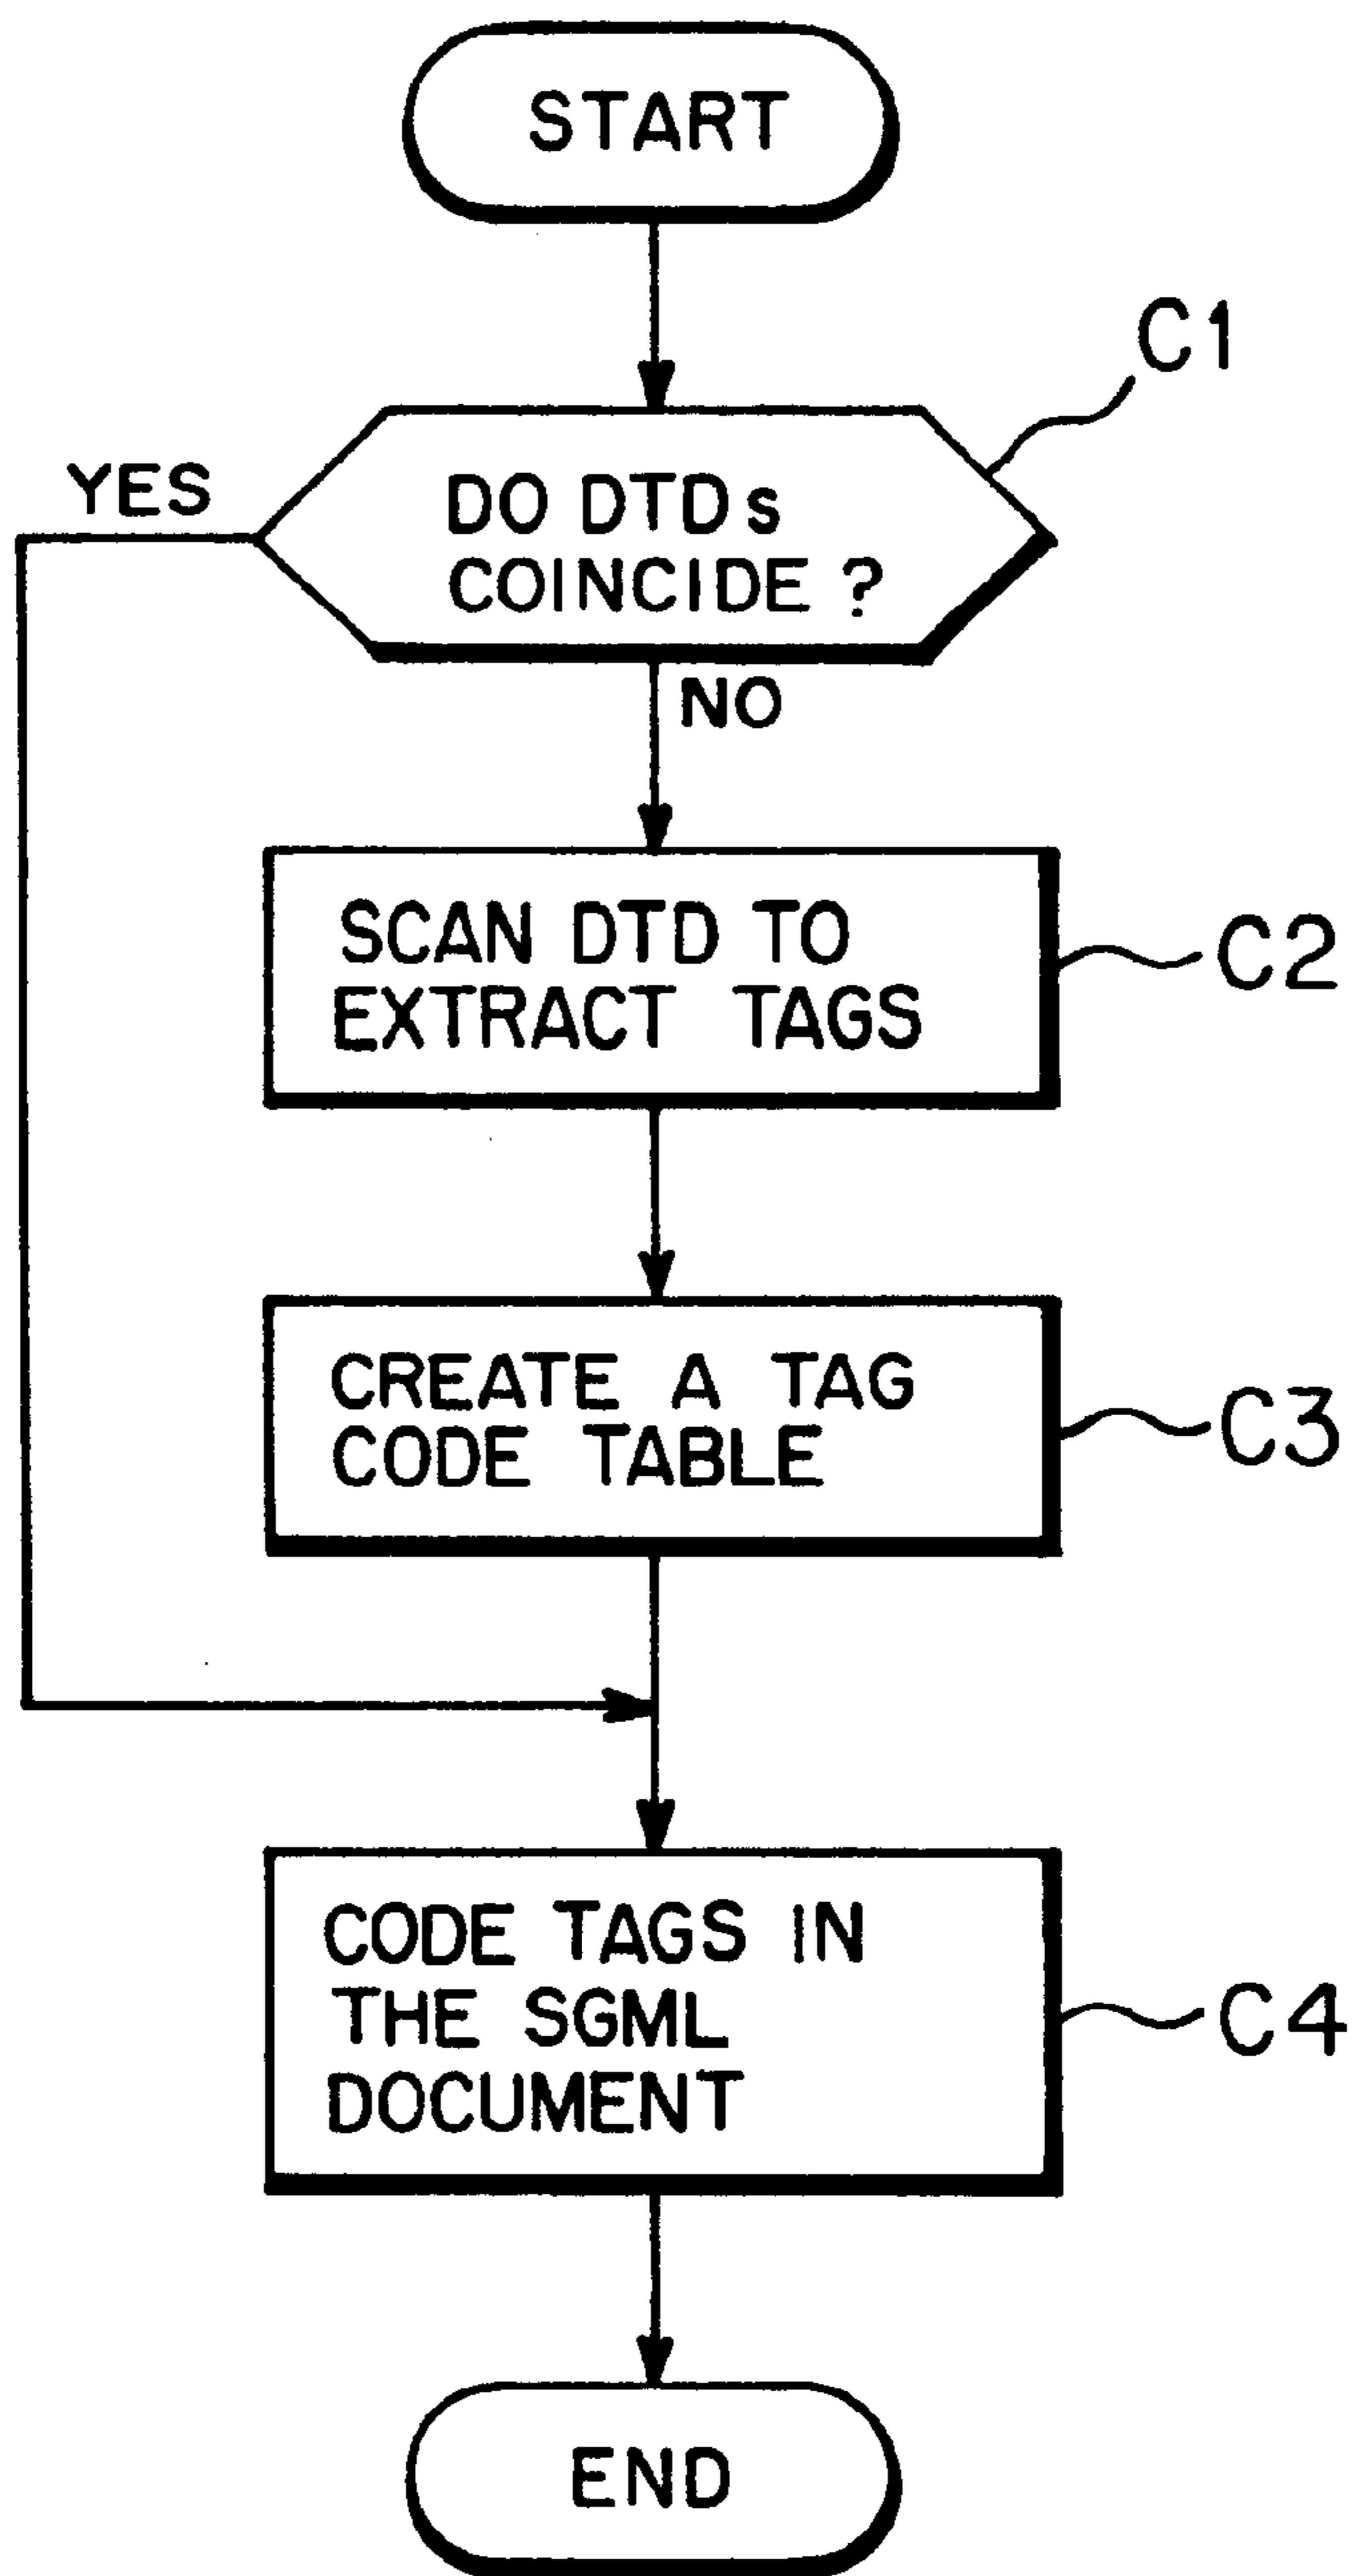 START
C1
YES
DO DTDs
COINCIDE ?
NO
SCAN DTD TO
EXTRACT TAGS
C2
CREATE A TAG
CODE TABLE
C3
CODE TAGS IN
THE SGML
DOCUMENT
C4
END